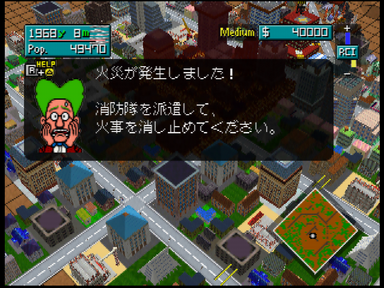 1968y 8m
Medium $ 40000
Pop. 49470
RCI
HELP
R+
火災が発生しました!
消防隊を派遣して、
火事を消し止めてください。